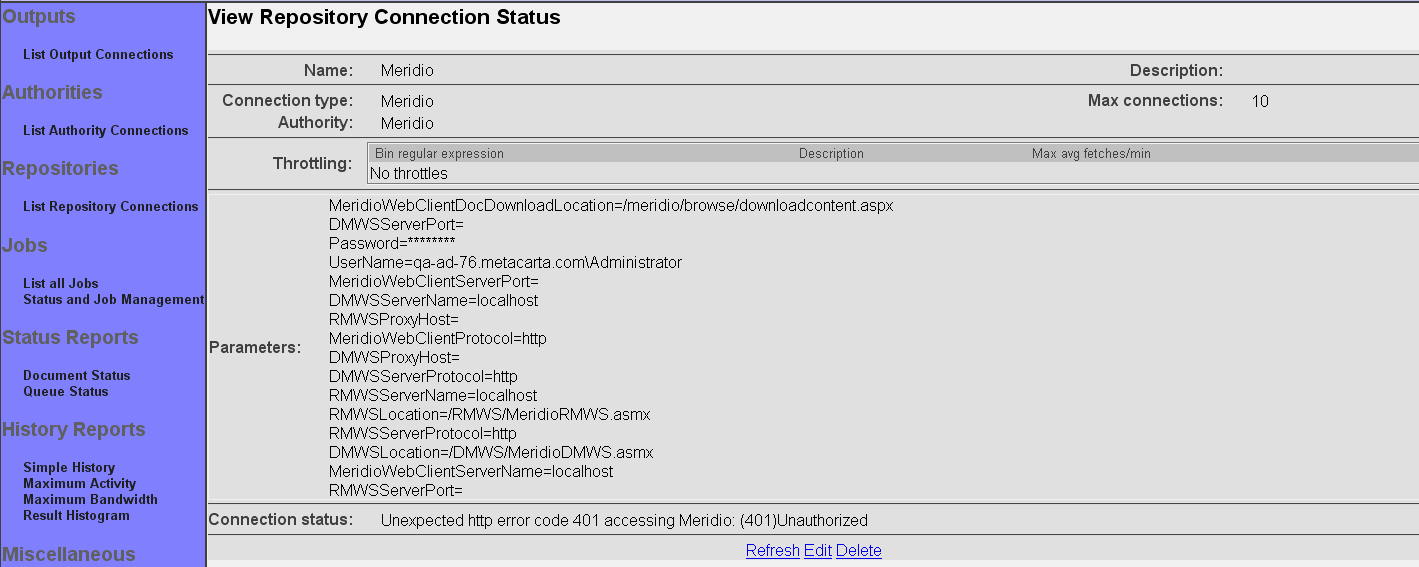 Outputs
List Output Connections
Authorities
List Authority Connections
Repositories
List Repository Connections
Jobs
List all Jobs
Status and Job Management
Status Reports
Document Status
Queue Status
History Reports
Simple History
Maximum Activity
Maximum Bandwidth
Result Histogram
Miscellaneous
View Repository Connection Status
Name: Meridio Description:
Connection type: Meridio Max connections: 10
Authority: Meridio
Throttling: Bin regular expression Description Max avg fetches/min
No throttles
Parameters:
MeridioWebClientDocDownloadLocation=/meridio/browse/downloadcontent.aspx
DMWSServerPort=
Password=********
UserName=qa-ad-76.metacarta.com\Administrator
MeridioWebClientServerPort=
DMWSServerName=localhost
RMWSProxyHost=
MeridioWebClientProtocol=http
DMWSProxyHost=
DMWSServerProtocol=http
RMWSServerName=localhost
RMWSLocation=/RMWS/MeridioRMWS.asmx
RMWSServerProtocol=http
DMWSLocation=/DMWS/MeridioDMWS.asmx
MeridioWebClientServerName=localhost
RMWSServerPort=
Connection status: Unexpected http error code 401 accessing Meridio: (401)Unauthorized
Refresh Edit Delete